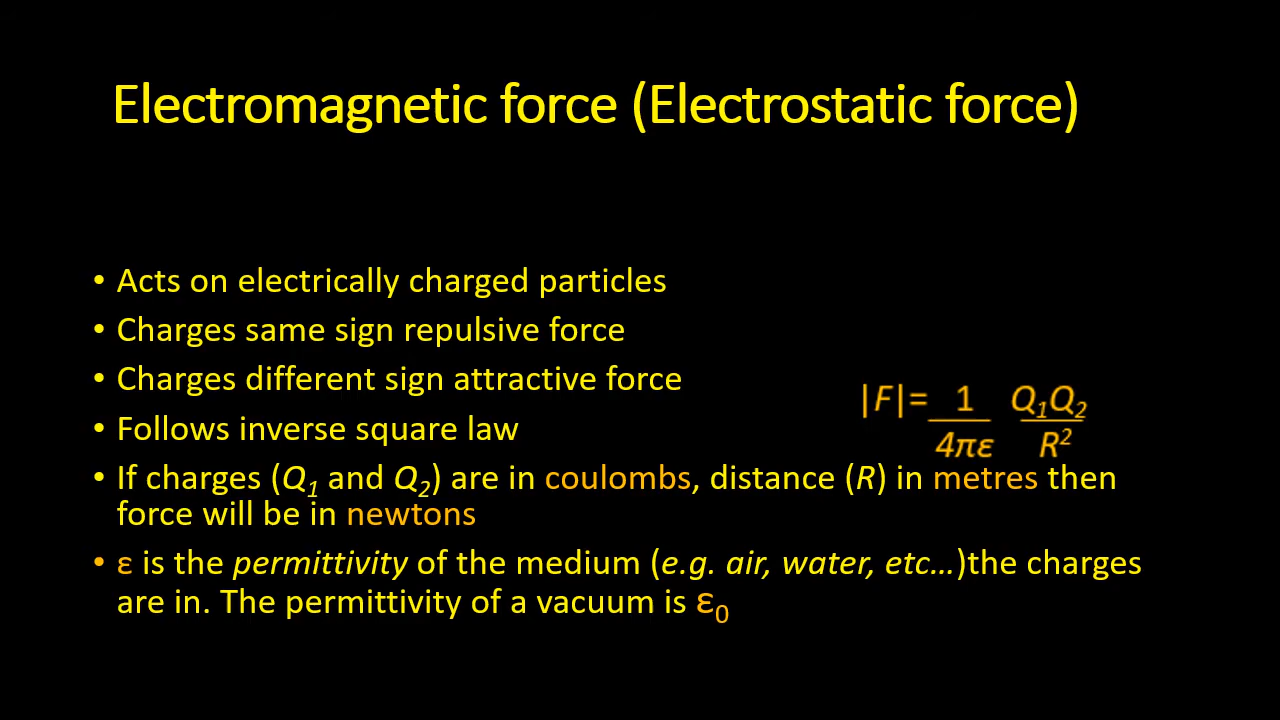 Electromagnetic force (Electrostatic force)
• Acts on electrically charged particles
• Charges same sign repulsive force
• Charges different sign attractive force
|F|= 1 Q₁Q₂
4πε R²
• Follows inverse square law
• If charges (Q₁ and Q₂) are in coulombs, distance (R) in metres then
force will be in newtons
• ε is the permittivity of the medium (e.g. air, water, etc…)the charges
are in. The permittivity of a vacuum is ε₀